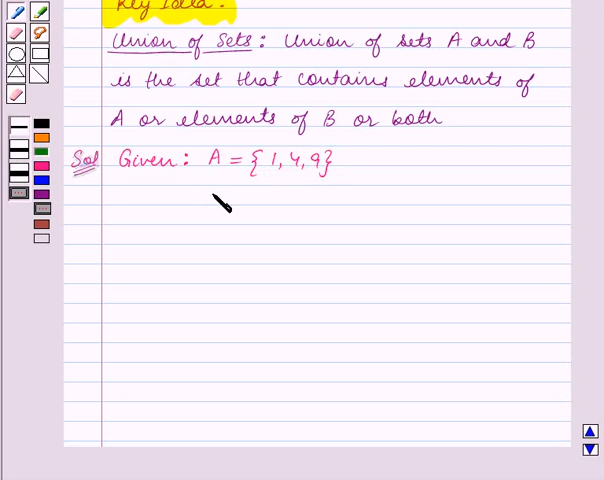 Key Idea:
Union of Sets: Union of sets A and B
is the set that contains elements of
A or elements of B or both
Sol Given: A = {1, 4, 9}